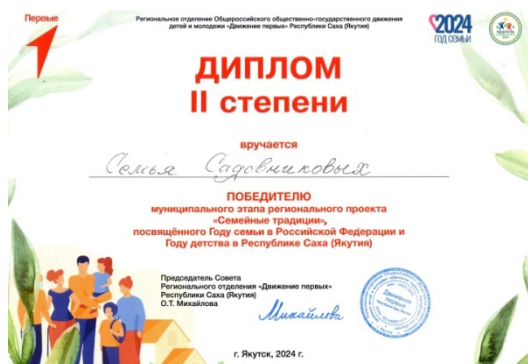 Первые
Региональное отделение Общероссийского общественно-государственного движения
детей и молодежи «Движение первых» Республики Саха (Якутия)
2024
ГОД СЕМЬИ
ДИПЛОМ
II степени
вручается
Семья Садовниковых
ПОБЕДИТЕЛЮ
муниципального этапа регионального проекта
«Семейные традиции»,
посвящённого Году семьи в Российской Федерации и
Году детства в Республике Саха (Якутия)
Председатель Совета
Регионального отделения «Движение первых»
Республики Саха (Якутия)
О.Т. Михайлова
Михайлова
Движение
первых
г. Якутск, 2024 г.